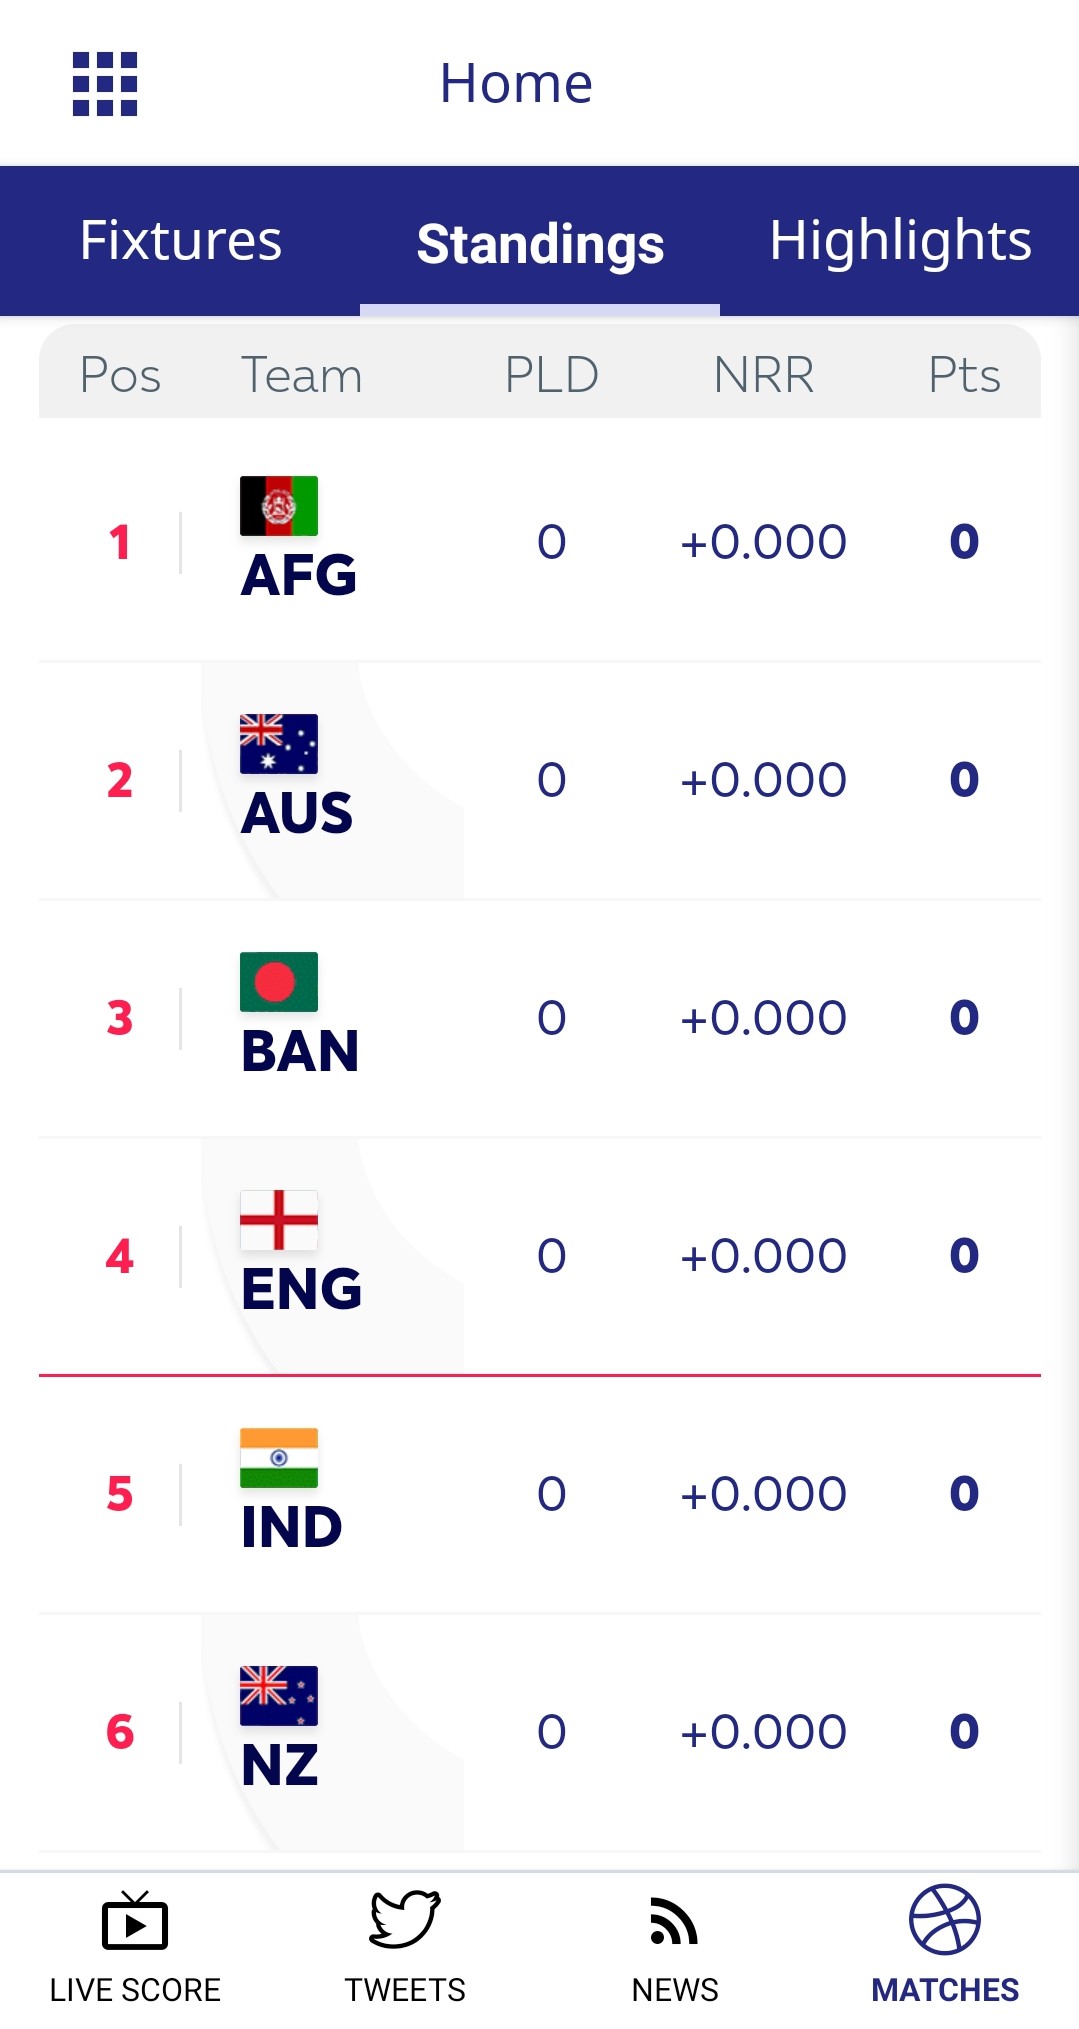 Home
Fixtures Standings Highlights
Pos Team PLD NRR Pts
1 AFG 0 +0.000 0
2 AUS 0 +0.000 0
3 BAN 0 +0.000 0
4 ENG 0 +0.000 0
5 IND 0 +0.000 0
6 NZ 0 +0.000 0
LIVE SCORE TWEETS NEWS MATCHES